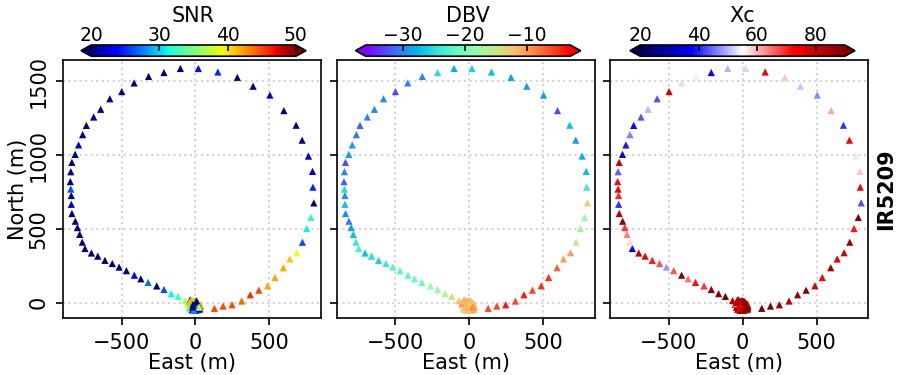 SNR DBV Xc
20 30 40 50 −30 −20 −10 20 40 60 80
1500
1000
500
0
North (m)
−500 0 500 −500 0 500 −500 0 500
East (m) East (m) East (m)
IR5209